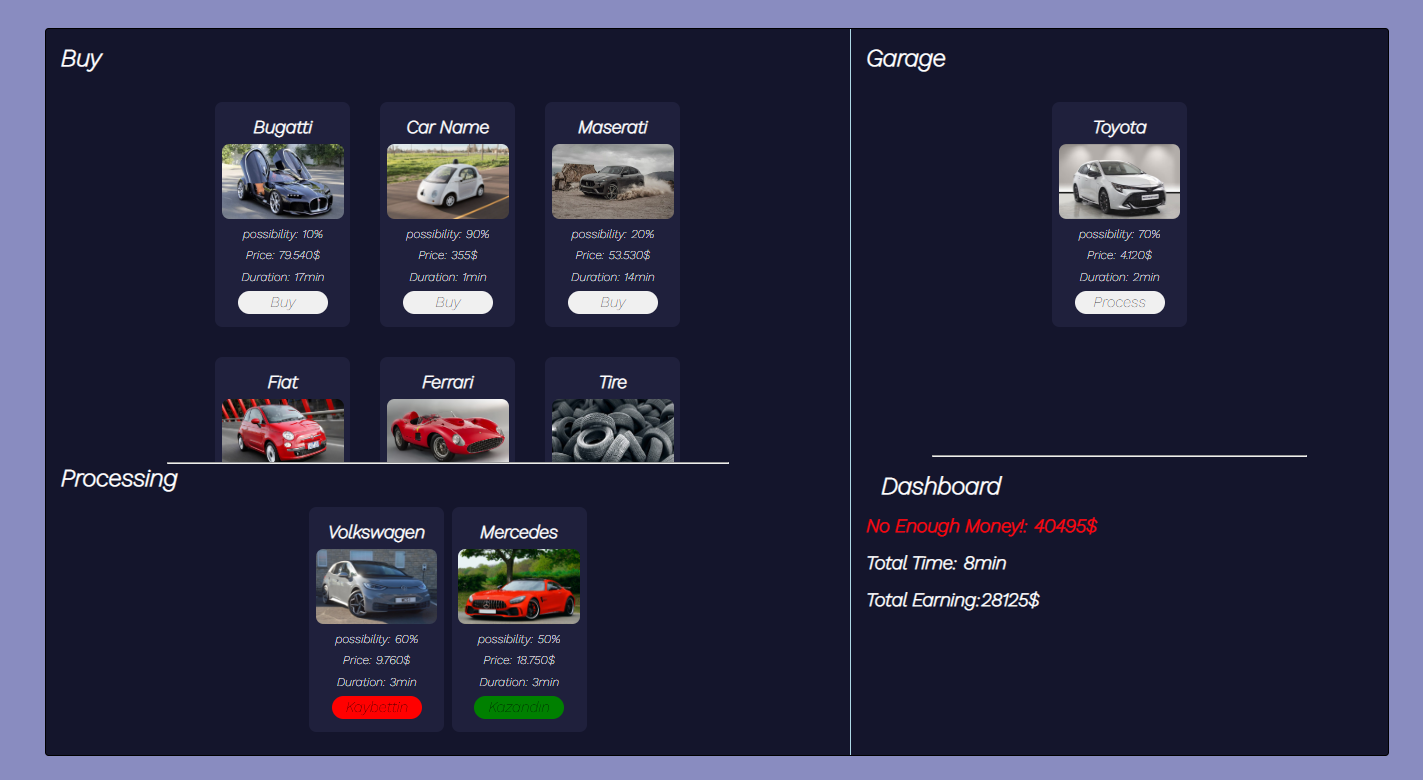 Buy
Bugatti
possibility: 10%
Price: 79.540$
Duration: 17min
Buy
Car Name
possibility: 90%
Price: 355$
Duration: 1min
Buy
Maserati
possibility: 20%
Price: 53.530$
Duration: 14min
Buy
Fiat
Ferrari
Tire
Processing
Volkswagen
possibility: 60%
Price: 9.760$
Duration: 3min
Kaybettin
Mercedes
possibility: 50%
Price: 18.750$
Duration: 3min
Kazandin
Garage
Toyota
possibility: 70%
Price: 4.120$
Duration: 2min
Process
Dashboard
No Enough Money!: 40495$
Total Time: 8min
Total Earning:28125$